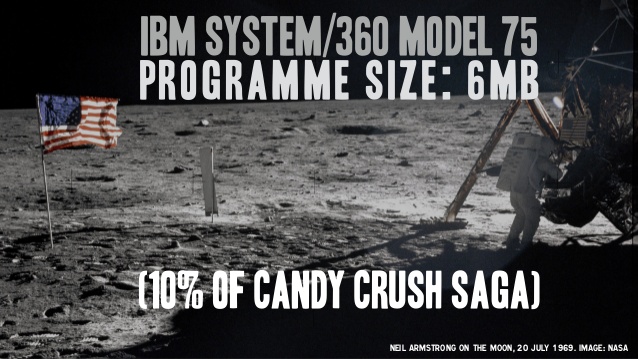 IBM SYSTEM/360 MODEL 75
PROGRAMME SIZE: 6MB
(10% OF CANDY CRUSH SAGA)
NEIL ARMSTRONG ON THE MOON, 20 JULY 1969. IMAGE: NASA